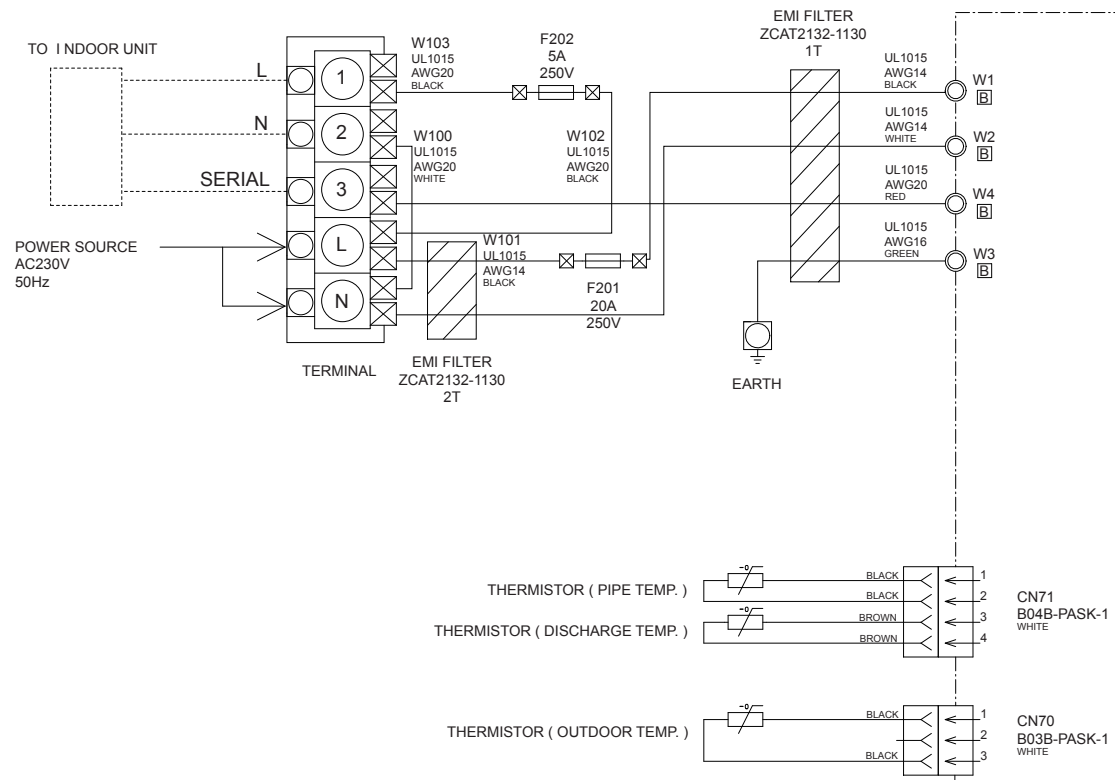 TO INDOOR UNIT
L
N
SERIAL
POWER SOURCE
AC230V
50Hz
1
2
3
L
N
TERMINAL
W103
UL1015
AWG20
BLACK
F202
5A
250V
W100
UL1015
AWG20
WHITE
W102
UL1015
AWG20
BLACK
W101
UL1015
AWG14
BLACK
F201
20A
250V
EMI FILTER
ZCAT2132-1130
2T
EMI FILTER
ZCAT2132-1130
1T
UL1015
AWG14
BLACK
W1
B
UL1015
AWG14
WHITE
W2
B
UL1015
AWG20
RED
W4
B
UL1015
AWG16
GREEN
W3
B
EARTH
THERMISTOR ( PIPE TEMP. )
-θ
BLACK
1
BLACK
2
THERMISTOR ( DISCHARGE TEMP. )
-θ
BROWN
3
BROWN
4
CN71
B04B-PASK-1
WHITE
THERMISTOR ( OUTDOOR TEMP. )
-θ
BLACK
1
2
BLACK
3
CN70
B03B-PASK-1
WHITE